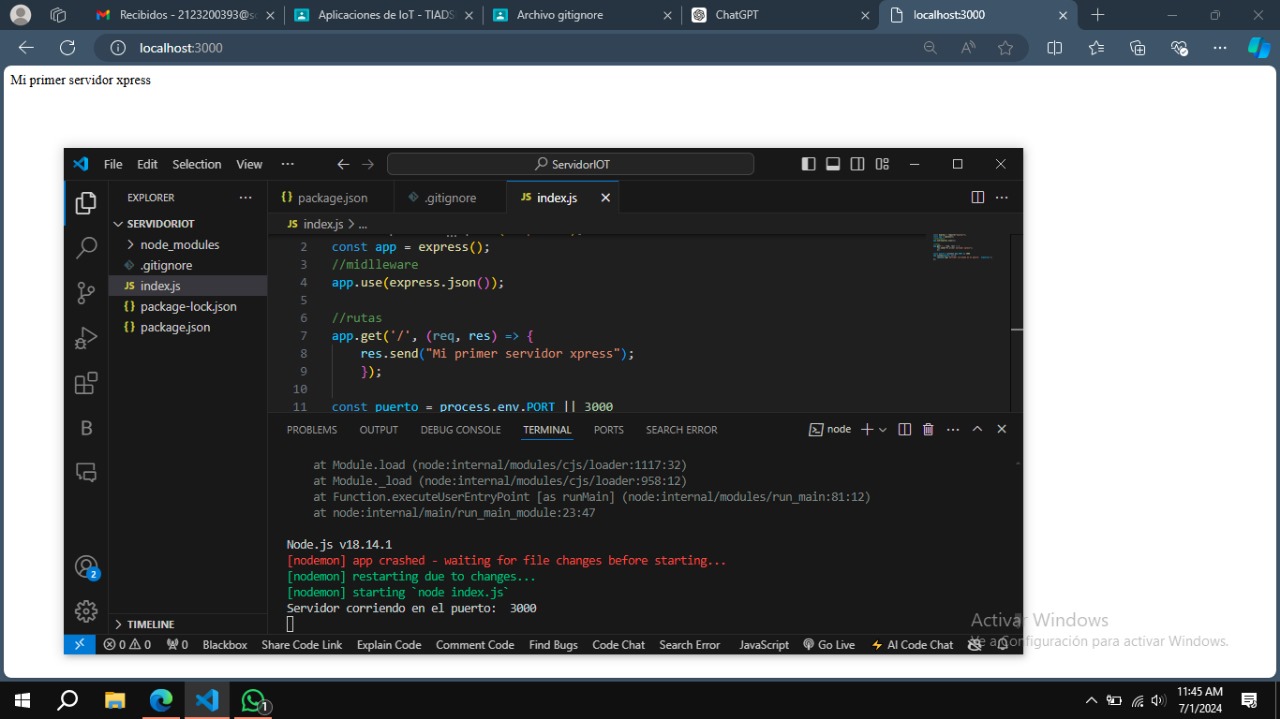 Recibidos - 2123200393@so
Aplicaciones de IoT - TIADS
Archivo gitignore
ChatGPT
localhost:3000
localhost:3000
Mi primer servidor xpress
File Edit Selection View ··· ServidorIOT
EXPLORER
package.json .gitignore index.js
index.js > ...
SERVIDORIOT
node_modules
.gitignore
index.js
package-lock.json
package.json
TIMELINE
2 const app = express();
3 //midlleware
4 app.use(express.json());
5
6 //rutas
7 app.get('/', (req, res) => {
8 res.send("Mi primer servidor xpress");
9 });
10
11 const puerto = process.env.PORT || 3000
PROBLEMS OUTPUT DEBUG CONSOLE TERMINAL PORTS SEARCH ERROR node
at Module.load (node:internal/modules/cjs/loader:1117:32)
at Module._load (node:internal/modules/cjs/loader:958:12)
at Function.executeUserEntryPoint [as runMain] (node:internal/modules/run_main:81:12)
at node:internal/main/run_main_module:23:47
Node.js v18.14.1
[nodemon] app crashed - waiting for file changes before starting...
[nodemon] restarting due to changes...
[nodemon] starting `node index.js`
Servidor corriendo en el puerto:  3000
0 0 0 Blackbox Share Code Link Explain Code Comment Code Find Bugs Code Chat Search Error JavaScript Go Live AI Code Chat
Activar Windows
Ve a Configuración para activar Windows.
11:45 AM
7/1/2024